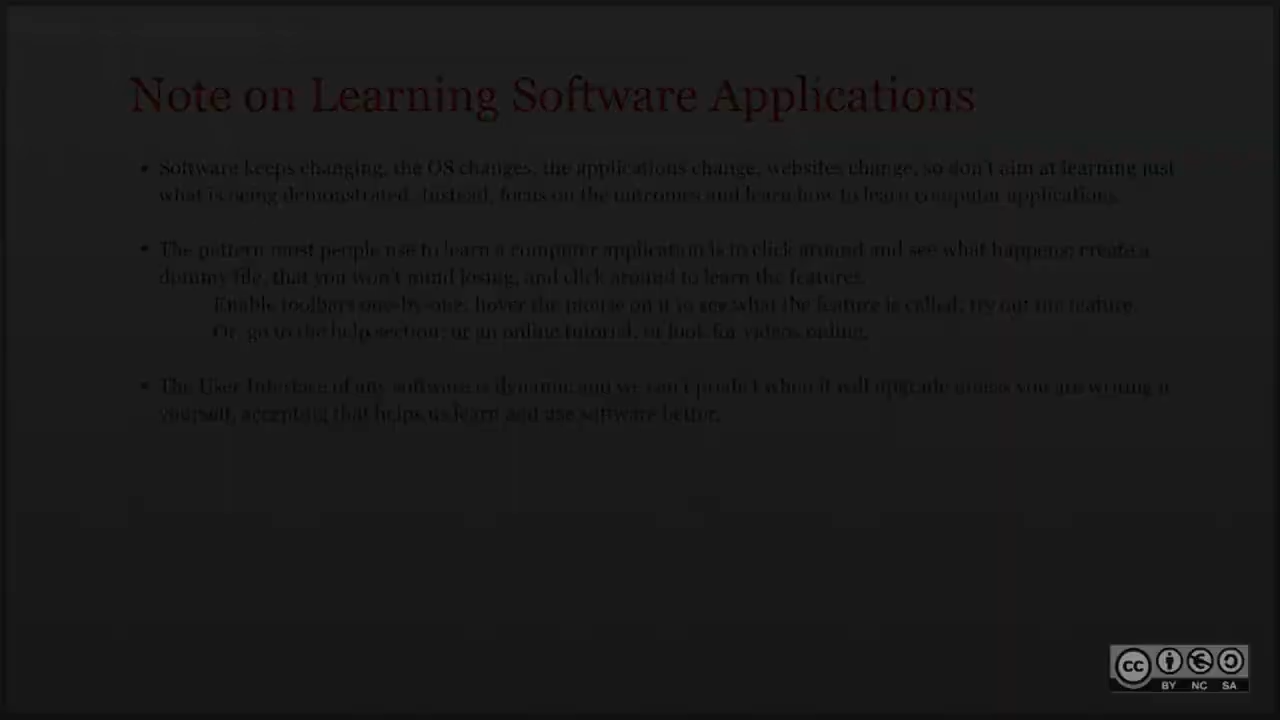 Note on Learning Software Applications
• Software keeps changing, the OS changes, the applications change, websites change, so don't aim at learning just
what is being demonstrated. Instead, focus on the outcomes and learn how to learn computer applications.
• The pattern most people use to learn a computer application is to click around and see what happens; create a
dummy file, that you won't mind losing, and click around to learn the features.
Enable toolbars one-by-one; hover the mouse on it to see what the feature is called, try out the feature.
Or, go to the help section; or an online tutorial, or look for videos online.
• The User Interface of any software is dynamic and we can't predict when it will upgrade unless you are writing it
yourself, accepting that helps us learn and use software better.
cc
BY NC SA